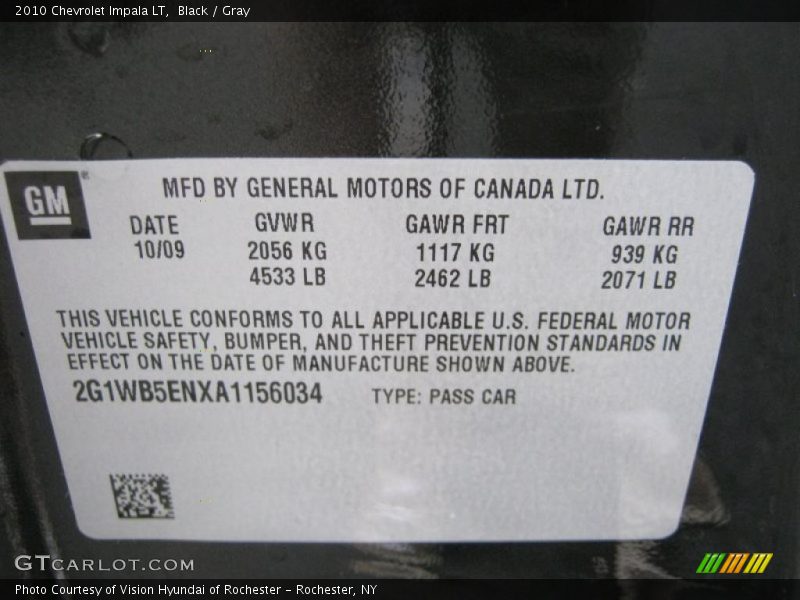 2010 Chevrolet Impala LT, Black / Gray
GM®
MFD BY GENERAL MOTORS OF CANADA LTD.
DATE GVWR GAWR FRT GAWR RR
10/09 2056 KG 1117 KG 939 KG
4533 LB 2462 LB 2071 LB
THIS VEHICLE CONFORMS TO ALL APPLICABLE U.S. FEDERAL MOTOR
VEHICLE SAFETY, BUMPER, AND THEFT PREVENTION STANDARDS IN
EFFECT ON THE DATE OF MANUFACTURE SHOWN ABOVE.
2G1WB5ENXA1156034 TYPE: PASS CAR
GTCARLOT.COM
Photo Courtesy of Vision Hyundai of Rochester - Rochester, NY